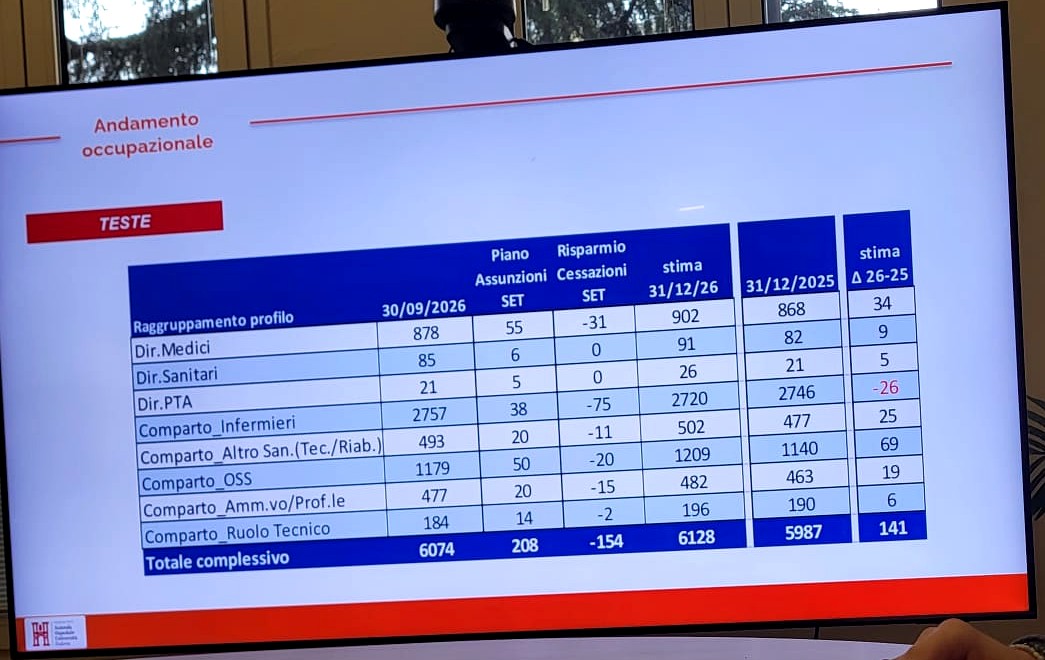 Andamento
occupazionale
TESTE
Raggruppamento profilo 30/09/2026 Piano Assunzioni SET Risparmio Cessazioni SET stima 31/12/26 31/12/2025 stima Δ 26-25
Dir.Medici 878 55 -31 902 868 34
Dir.Sanitari 85 6 0 91 82 9
Dir.PTA 21 5 0 26 21 5
Comparto_Infermieri 2757 38 -75 2720 2746 -26
Comparto_Altro San.(Tec./Riab.) 493 20 -11 502 477 25
Comparto_OSS 1179 50 -20 1209 1140 69
Comparto_Amm.vo/Prof.le 477 20 -15 482 463 19
Comparto_Ruolo Tecnico 184 14 -2 196 190 6
Totale complessivo 6074 208 -154 6128 5987 141